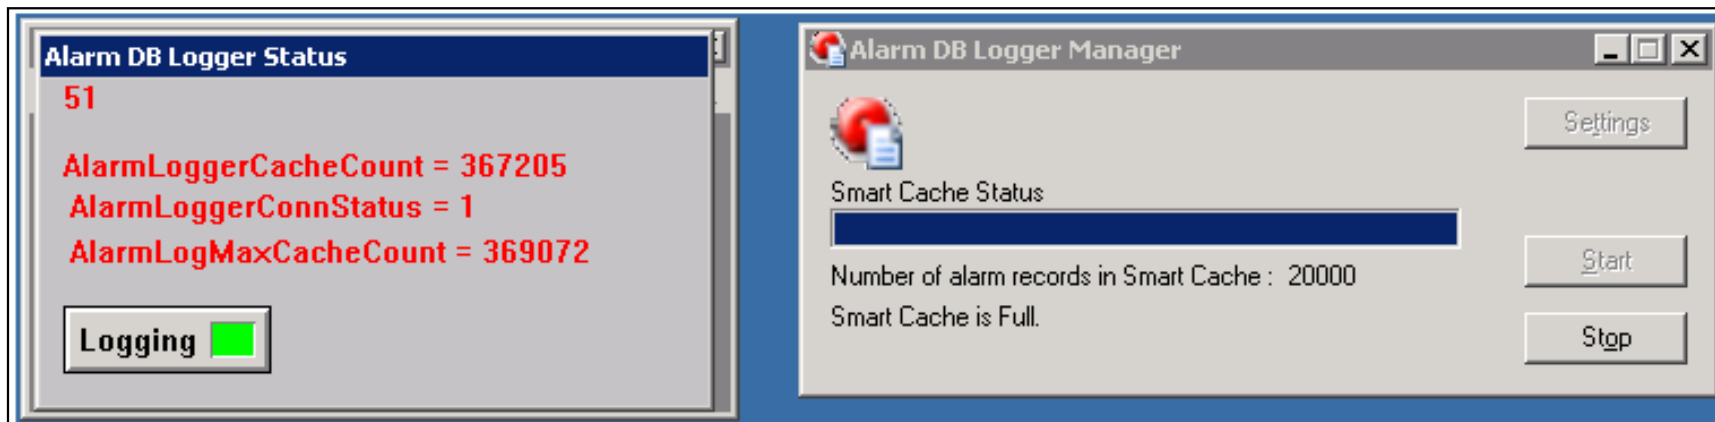 Alarm DB Logger Status
51
AlarmLoggerCacheCount = 367205
AlarmLoggerConnStatus = 1
AlarmLogMaxCacheCount = 369072
Logging
Alarm DB Logger Manager
Settings
Smart Cache Status
Number of alarm records in Smart Cache : 20000
Start
Smart Cache is Full.
Stop